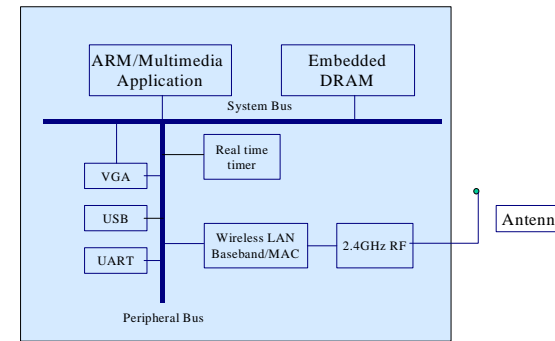 ARM/Multimedia
Application
Embedded
DRAM
System Bus
Real time
timer
VGA
USB
Wireless LAN
Baseband/MAC
2.4GHz RF
Antenn
UART
Peripheral Bus